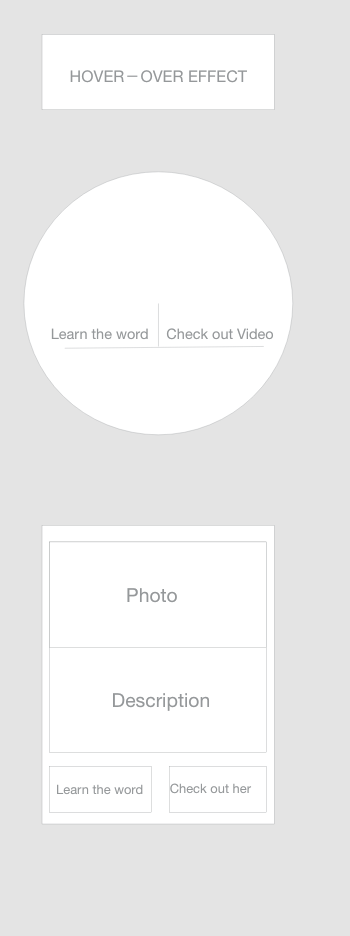 HOVER – OVER EFFECT
Learn the word
Check out Video
Photo
Description
Learn the word
Check out her